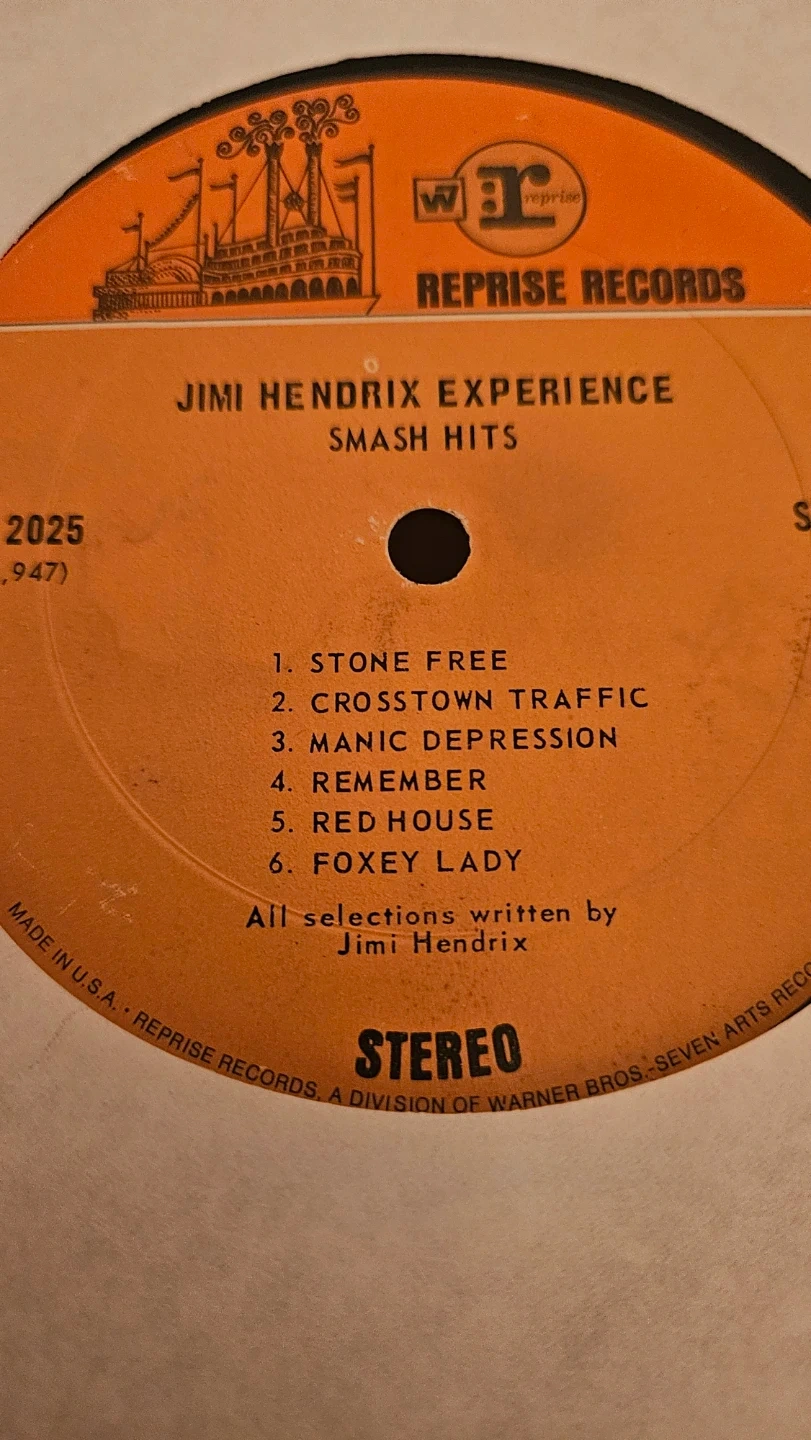 W
r
reprise
REPRISE RECORDS
JIMI HENDRIX EXPERIENCE
SMASH HITS
2025
,947)
S
1. STONE FREE
2. CROSSTOWN TRAFFIC
3. MANIC DEPRESSION
4. REMEMBER
5. RED HOUSE
6. FOXEY LADY
All selections written by
Jimi Hendrix
STEREO
MADE IN U.S.A. • REPRISE RECORDS, A DIVISION OF WARNER BROS.-SEVEN ARTS RECO